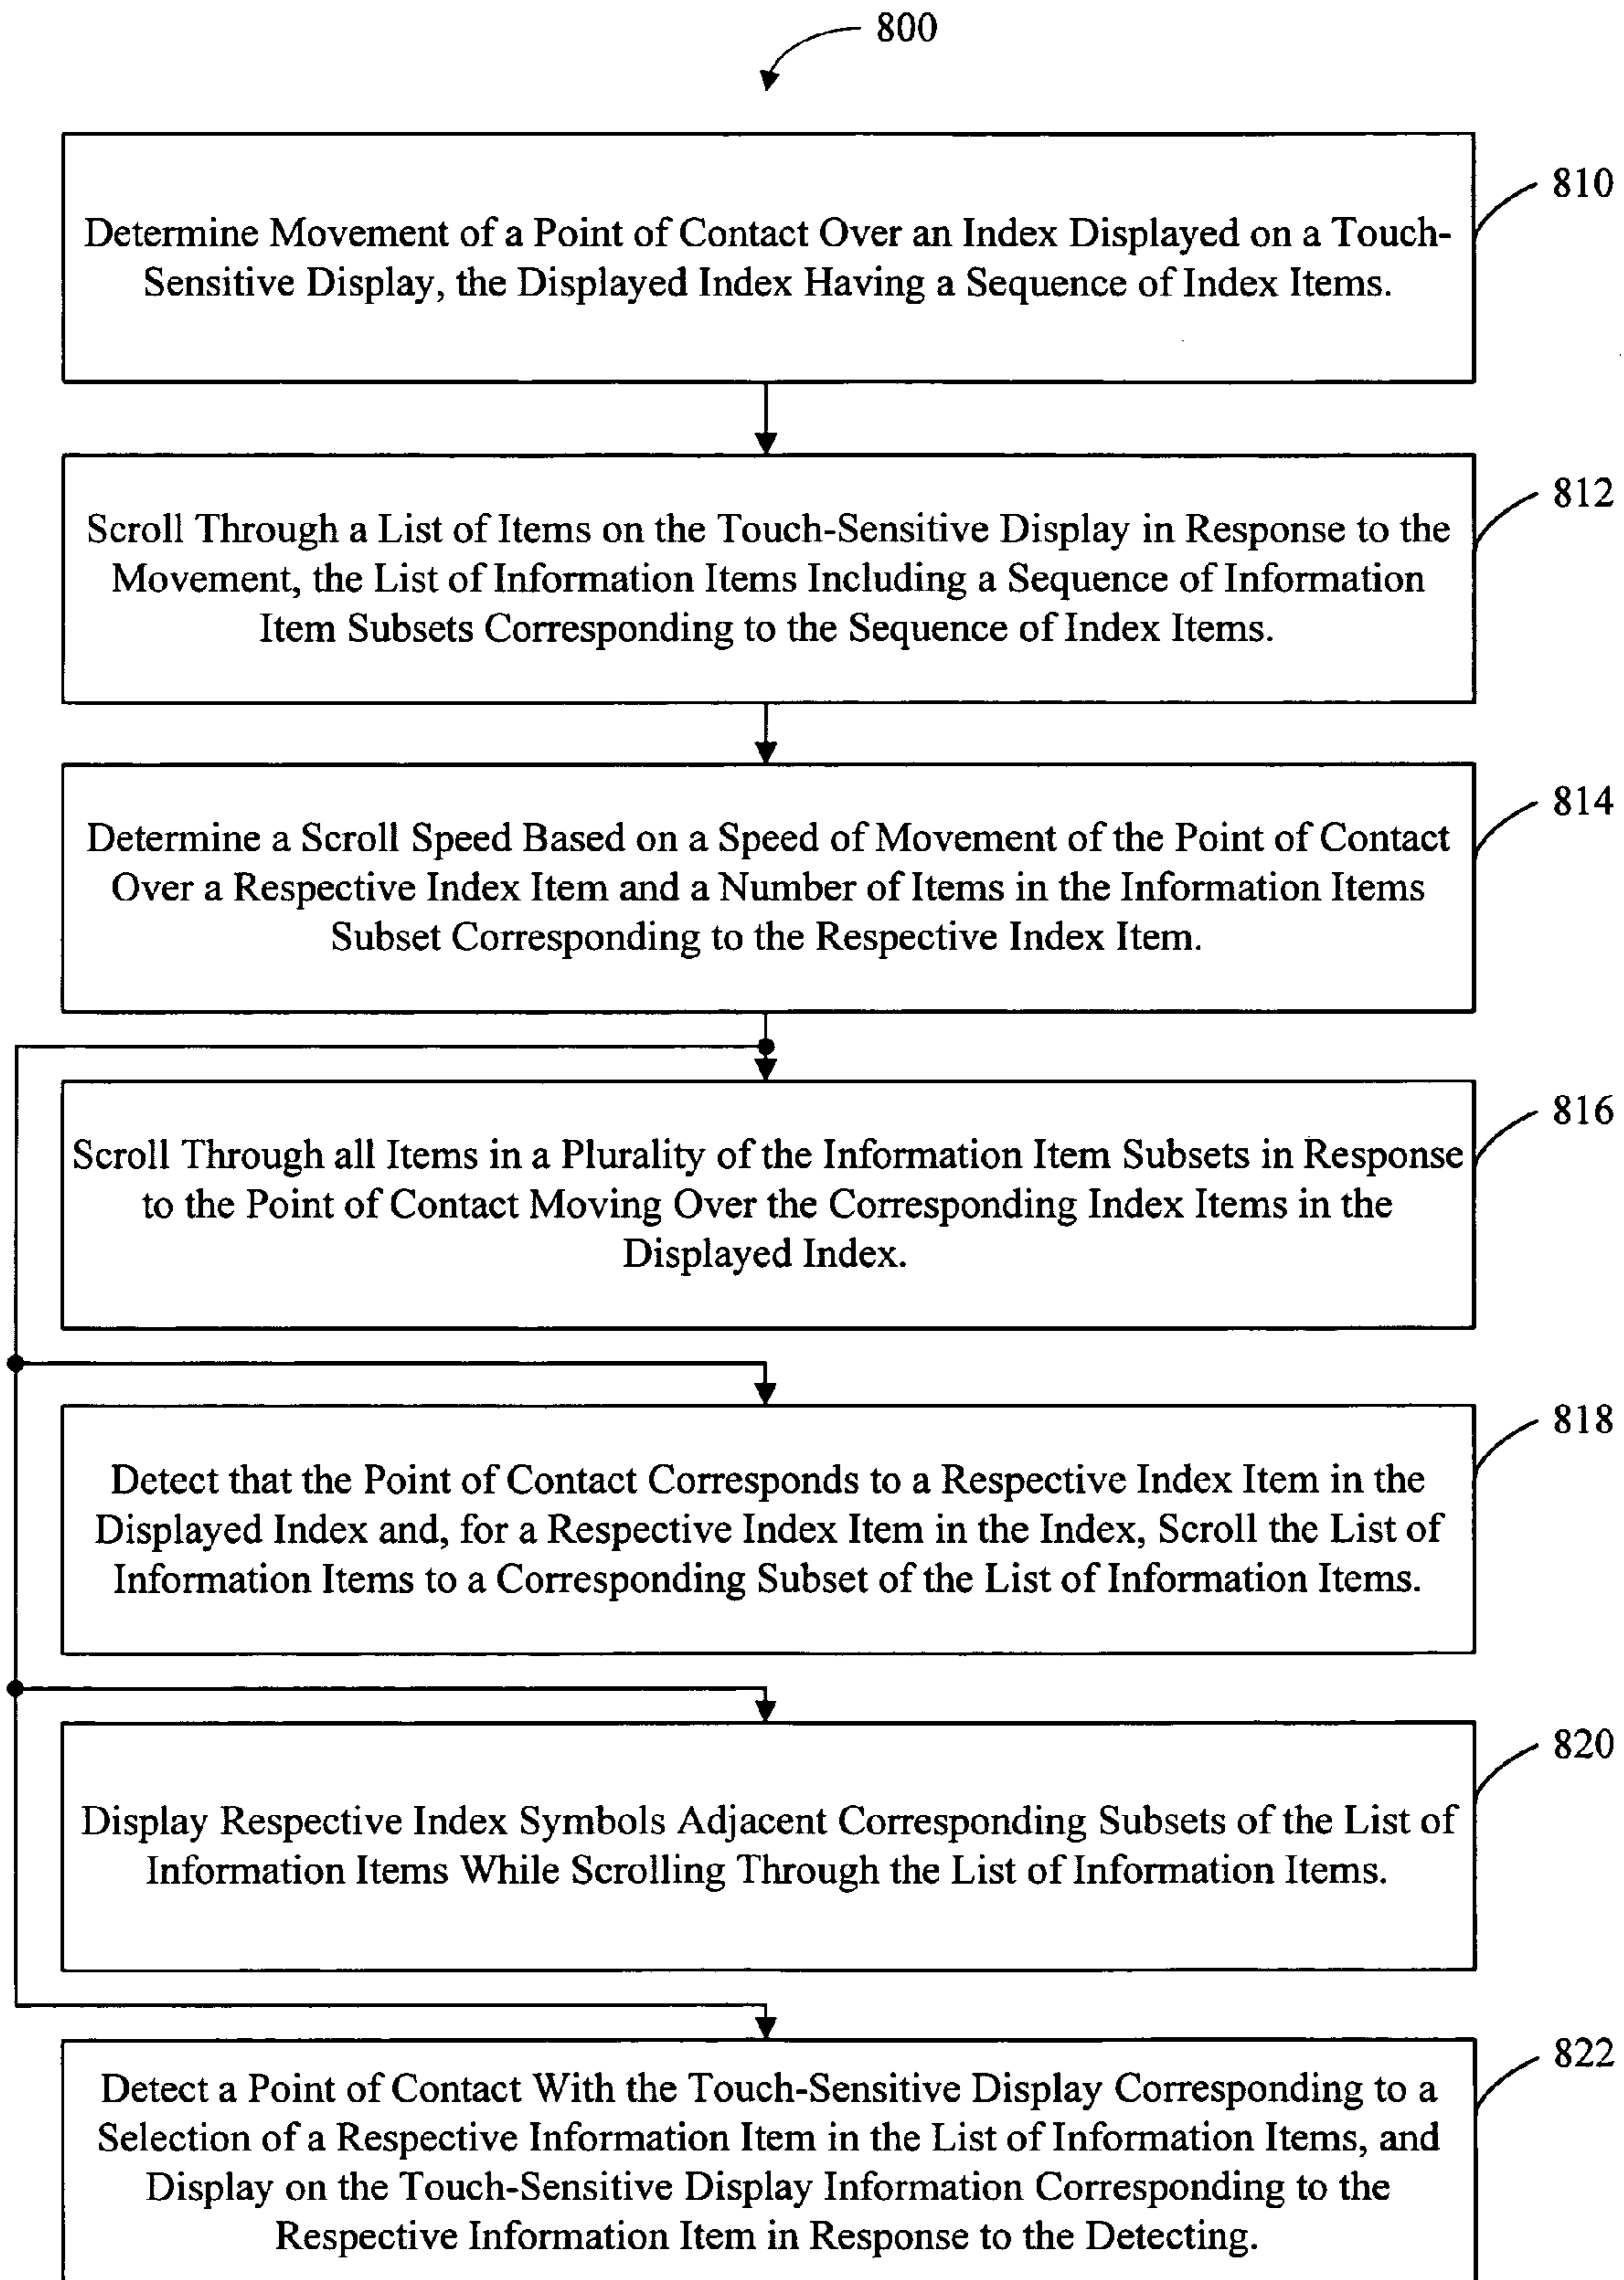 800
810
Determine Movement of a Point of Contact Over an Index Displayed on a Touch-
Sensitive Display, the Displayed Index Having a Sequence of Index Items.
812
Scroll Through a List of Items on the Touch-Sensitive Display in Response to the
Movement, the List of Information Items Including a Sequence of Information
Item Subsets Corresponding to the Sequence of Index Items.
814
Determine a Scroll Speed Based on a Speed of Movement of the Point of Contact
Over a Respective Index Item and a Number of Items in the Information Items
Subset Corresponding to the Respective Index Item.
816
Scroll Through all Items in a Plurality of the Information Item Subsets in Response
to the Point of Contact Moving Over the Corresponding Index Items in the
Displayed Index.
818
Detect that the Point of Contact Corresponds to a Respective Index Item in the
Displayed Index and, for a Respective Index Item in the Index, Scroll the List of
Information Items to a Corresponding Subset of the List of Information Items.
820
Display Respective Index Symbols Adjacent Corresponding Subsets of the List of
Information Items While Scrolling Through the List of Information Items.
822
Detect a Point of Contact With the Touch-Sensitive Display Corresponding to a
Selection of a Respective Information Item in the List of Information Items, and
Display on the Touch-Sensitive Display Information Corresponding to the
Respective Information Item in Response to the Detecting.